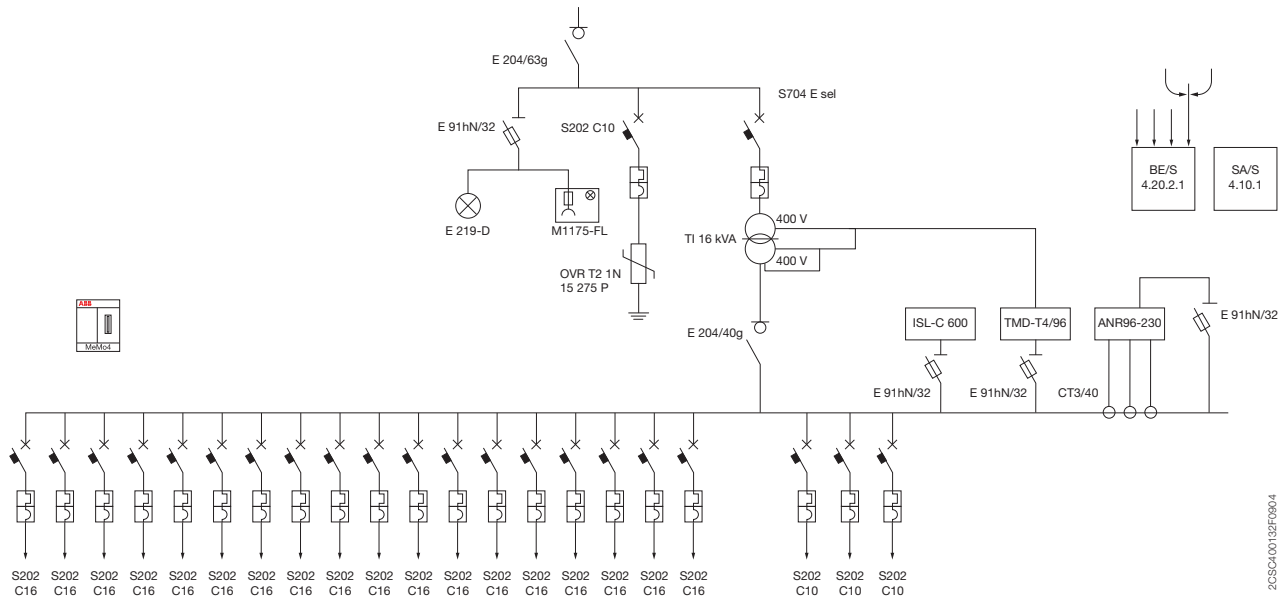 E 204/63g
S704 E sel
E 91hN/32
S202 C10
BE/S
4.20.2.1
SA/S
4.10.1
E 219-D
M1175-FL
400 V
TI 16 kVA
400 V
OVR T2 1N
15 275 P
ABB
MeMo4
E 204/40g
ISL-C 600
TMD-T4/96
ANR96-230
E 91hN/32
E 91hN/32
E 91hN/32
CT3/40
S202 S202 S202 S202 S202 S202 S202 S202 S202 S202 S202 S202 S202 S202 S202 S202 S202 S202 S202 S202 S202
C16 C16 C16 C16 C16 C16 C16 C16 C16 C16 C16 C16 C16 C16 C16 C16 C16 C16 C10 C10 C10
2CSC400132F0904